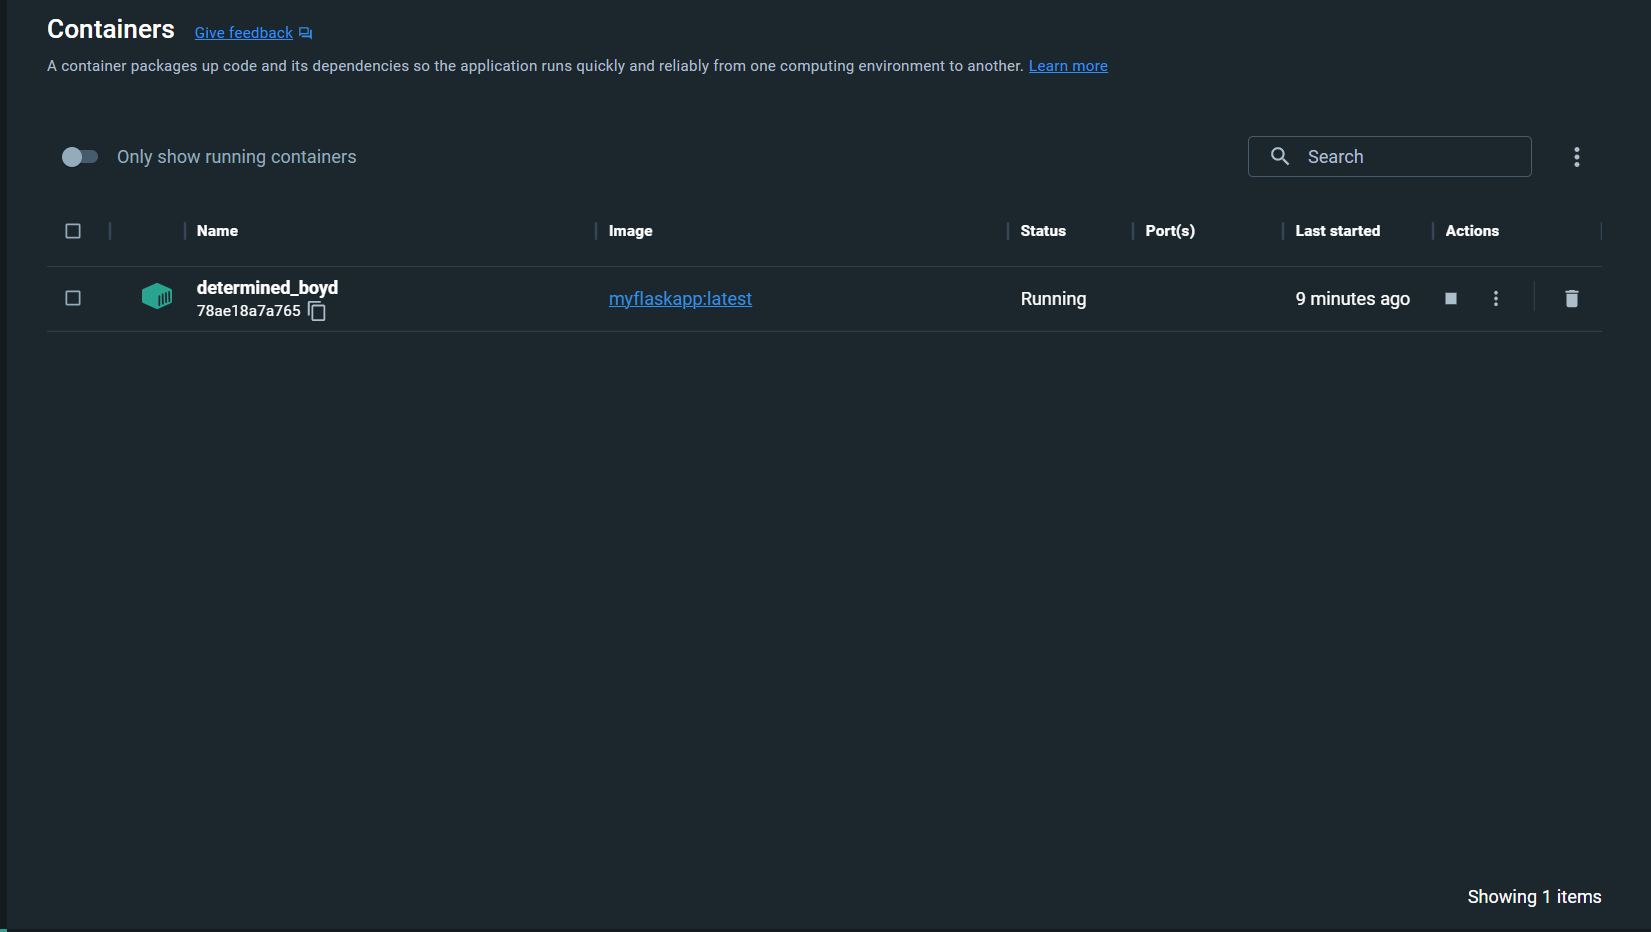 Containers Give feedback
A container packages up code and its dependencies so the application runs quickly and reliably from one computing environment to another. Learn more
Only show running containers Search
Name Image Status Port(s) Last started Actions
determined_boyd
78ae18a7a765 myflaskapp:latest Running 9 minutes ago
Showing 1 items